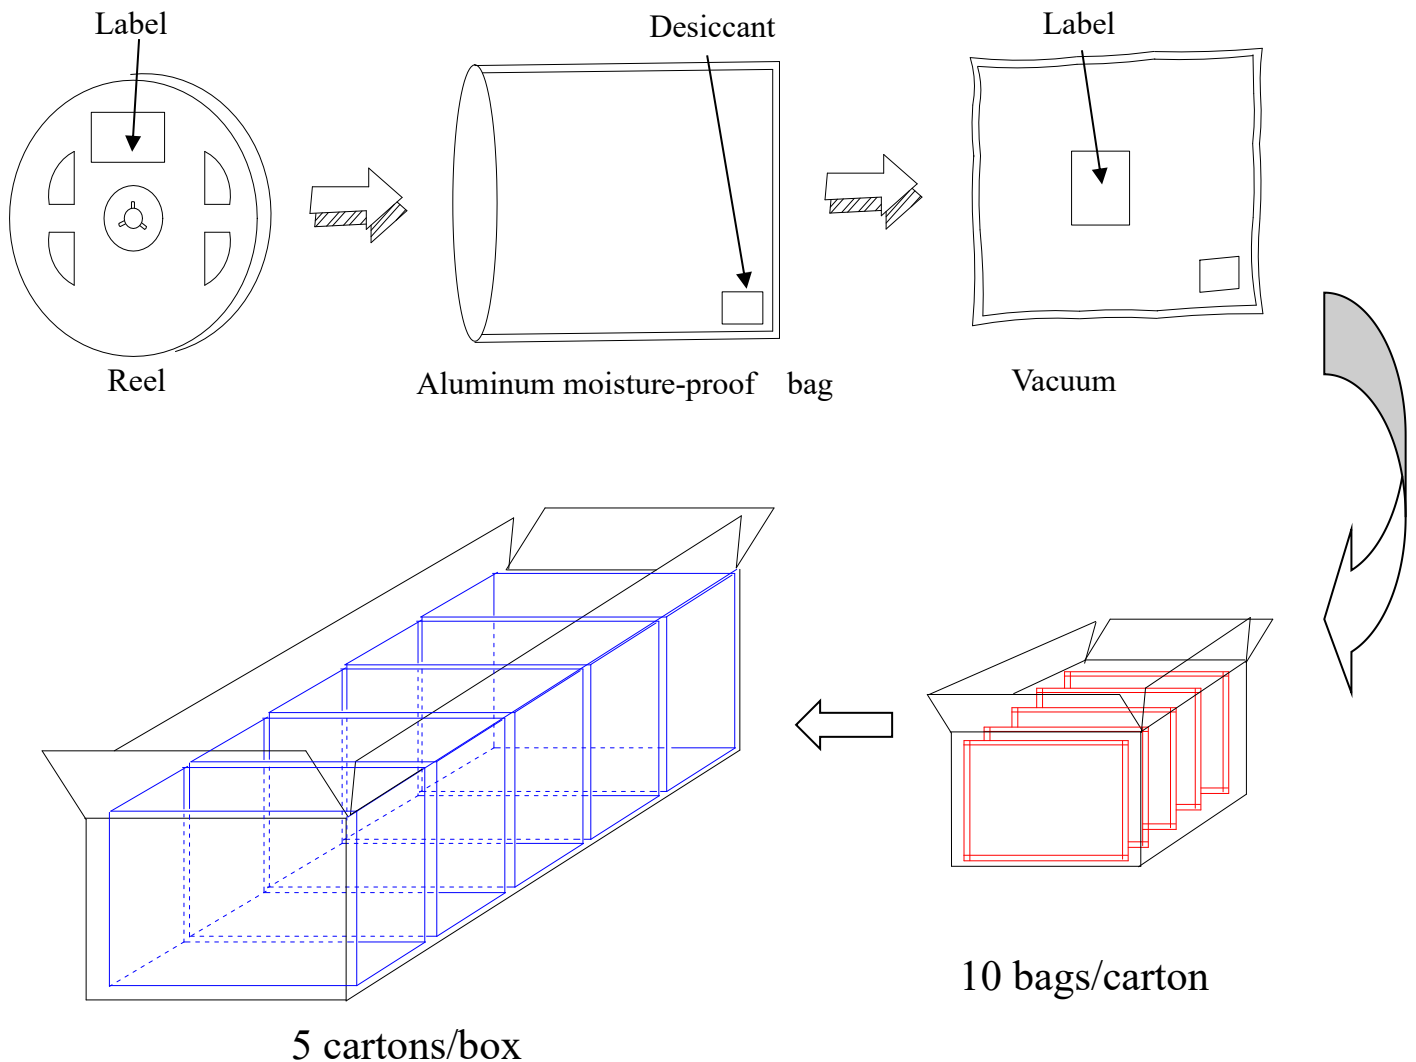 Label
Desiccant
Label
Reel
Aluminum moisture-proof bag
Vacuum
10 bags/carton
5 cartons/box